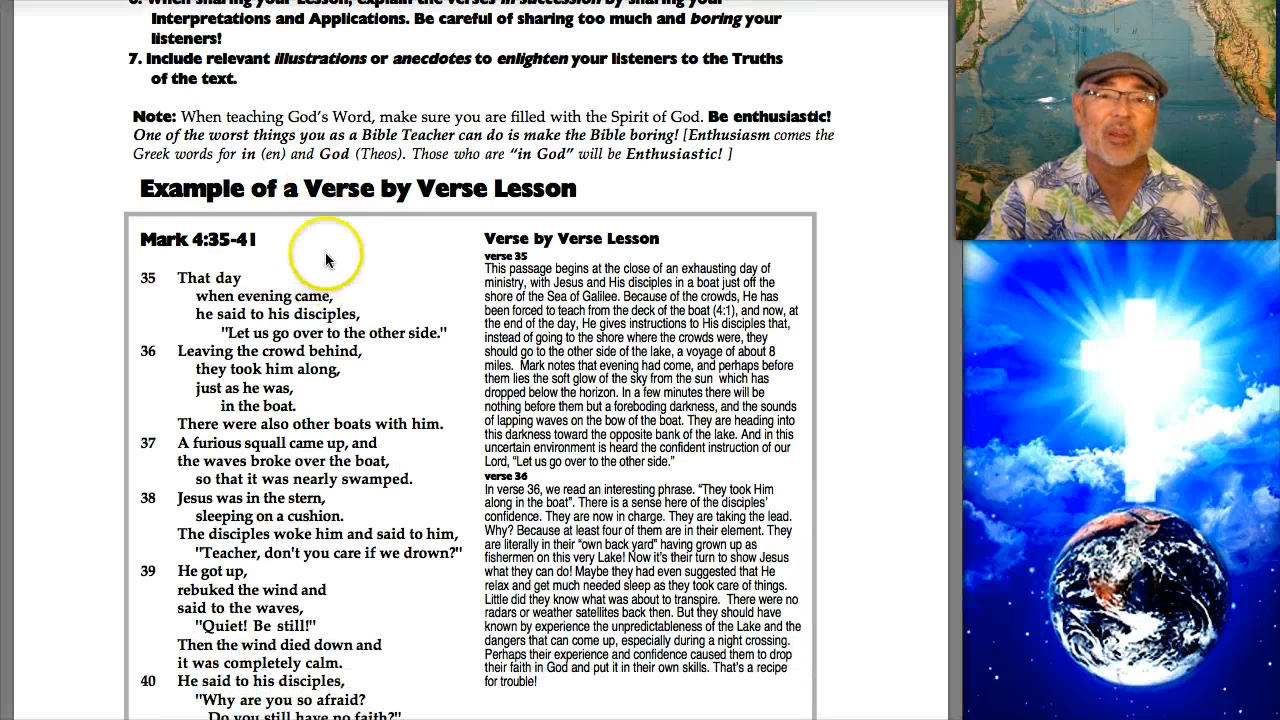 6. When sharing your Lesson, explain the verses in succession by sharing your
Interpretations and Applications. Be careful of sharing too much and boring your
listeners!
7. Include relevant illustrations or anecdotes to enlighten your listeners to the Truths
of the text.
Note: When teaching God's Word, make sure you are filled with the Spirit of God. Be enthusiastic!
One of the worst things you as a Bible Teacher can do is make the Bible boring! [Enthusiasm comes the
Greek words for in (en) and God (Theos). Those who are "in God" will be Enthusiastic! ]
Example of a Verse by Verse Lesson
Mark 4:35-41
35 That day
when evening came,
he said to his disciples,
"Let us go over to the other side."
36 Leaving the crowd behind,
they took him along,
just as he was,
in the boat.
There were also other boats with him.
37 A furious squall came up, and
the waves broke over the boat,
so that it was nearly swamped.
38 Jesus was in the stern,
sleeping on a cushion.
The disciples woke him and said to him,
"Teacher, don't you care if we drown?"
39 He got up,
rebuked the wind and
said to the waves,
"Quiet! Be still!"
Then the wind died down and
it was completely calm.
40 He said to his disciples,
"Why are you so afraid?
Do you still have no faith?"
Verse by Verse Lesson
verse 35
This passage begins at the close of an exhausting day of
ministry, with Jesus and His disciples in a boat just off the
shore of the Sea of Galilee. Because of the crowds, He has
been forced to teach from the deck of the boat (4:1), and now, at
the end of the day, He gives instructions to His disciples that,
instead of going to the shore where the crowds were, they
should go to the other side of the lake, a voyage of about 8
miles. Mark notes that evening had come, and perhaps before
them lies the soft glow of the sky from the sun which has
dropped below the horizon. In a few minutes there will be
nothing before them but a foreboding darkness, and the sounds
of lapping waves on the bow of the boat. They are heading into
this darkness toward the opposite bank of the lake. And in this
uncertain environment is heard the confident instruction of our
Lord, "Let us go over to the other side."
verse 36
In verse 36, we read an interesting phrase. "They took Him
along in the boat". There is a sense here of the disciples'
confidence. They are now in charge. They are taking the lead.
Why? Because at least four of them are in their element. They
are literally in their "own back yard" having grown up as
fishermen on this very Lake! Now it's their turn to show Jesus
what they can do! Maybe they had even suggested that He
relax and get much needed sleep as they took care of things.
Little did they know what was about to transpire. There were no
radars or weather satellites back then. But they should have
known by experience the unpredictableness of the Lake and the
dangers that can come up, especially during a night crossing.
Perhaps their experience and confidence caused them to drop
their faith in God and put it in their own skills. That's a recipe
for trouble!